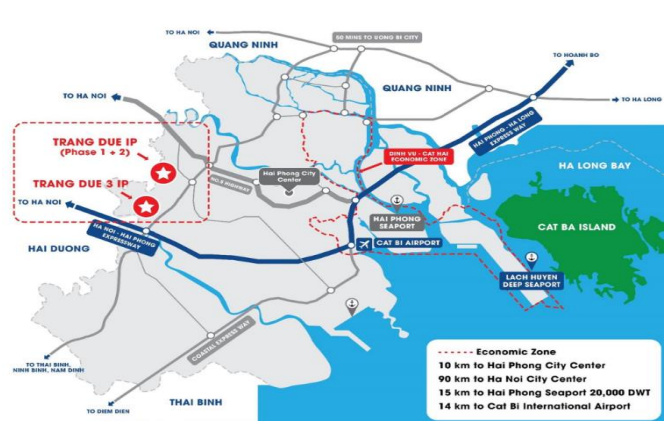 TO HA NOI
50 MINS TO DONG BI CITY
QUANG NINH
TO HOANH BO
QUANG NINH
TO HA NOI
TO HA LONG
HAI PHONG - HA LONG
EXPRESS WAY
TRANG DUE IP
(Phase 1 + 2)
DINH VU - CAT HAI
ECONOMIC ZONE
HA LONG BAY
Hai Phong City
Center
NO 5 HIGHWAY
TRANG DUE 3 IP
TO HA NOI
HAI PHONG
SEAPORT
CAT BA ISLAND
HA NOI - HAI PHONG
EXPRESSWAY
HAI DUONG
CAT BI AIRPORT
LACH HUYEN
DEEP SEAPORT
COASTAL EXPRESS WAY
TO THAI BINH,
NINH BINH, NAM DINH
THAI BINH
TO DIEM DIEN
Economic Zone
10 km to Hai Phong City Center
90 km to Ha Noi City Center
15 km to Hai Phong Seaport 20,000 DWT
14 km to Cat Bi International Airport